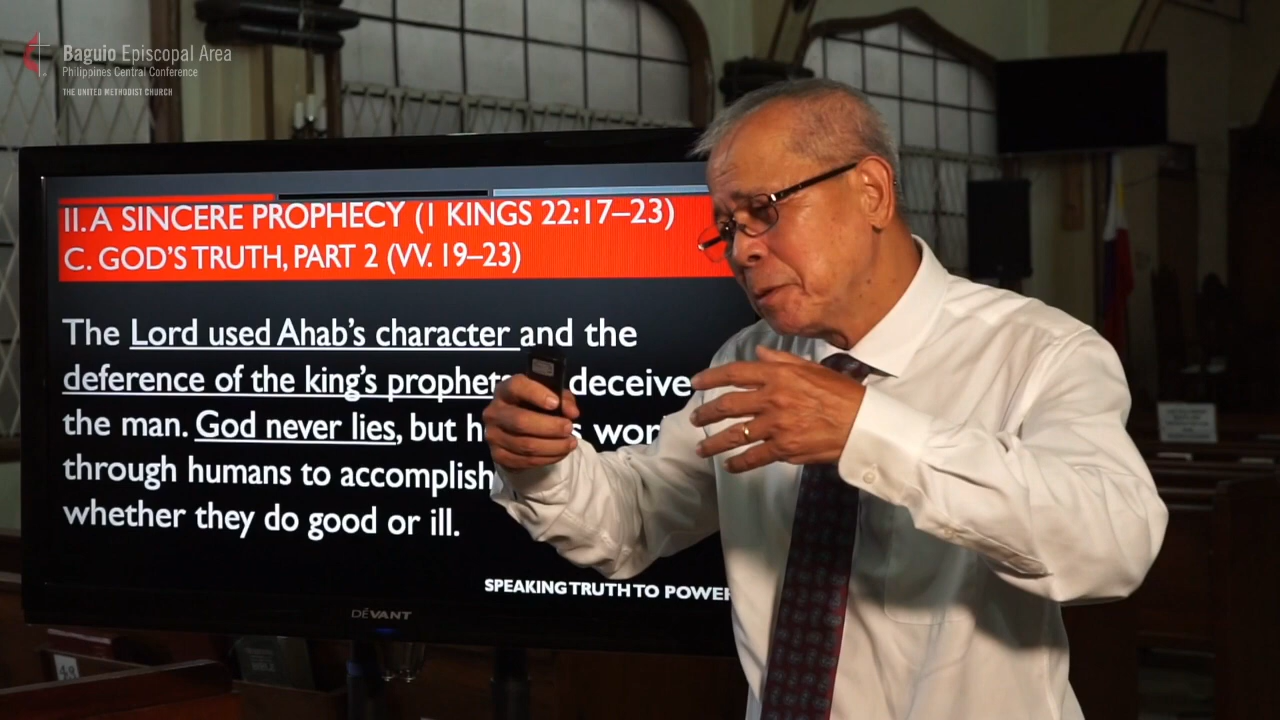 Baguio Episcopal Area
Philippines Central Conference
THE UNITED METHODIST CHURCH
II. A SINCERE PROPHECY (1 KINGS 22:17–23)
C. GOD'S TRUTH, PART 2 (VV. 19–23)
The Lord used Ahab's character and the
deference of the king's prophets deceive
the man. God never lies, but
through humans to accomplish
whether they do good or ill.
SPEAKING TRUTH TO POWER
DEVANT
48